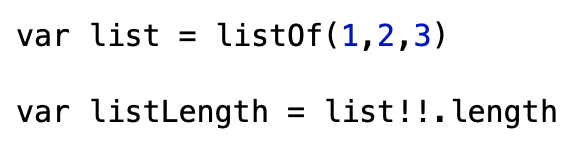 var list = listOf(1,2,3)
var listLength = list!!.length